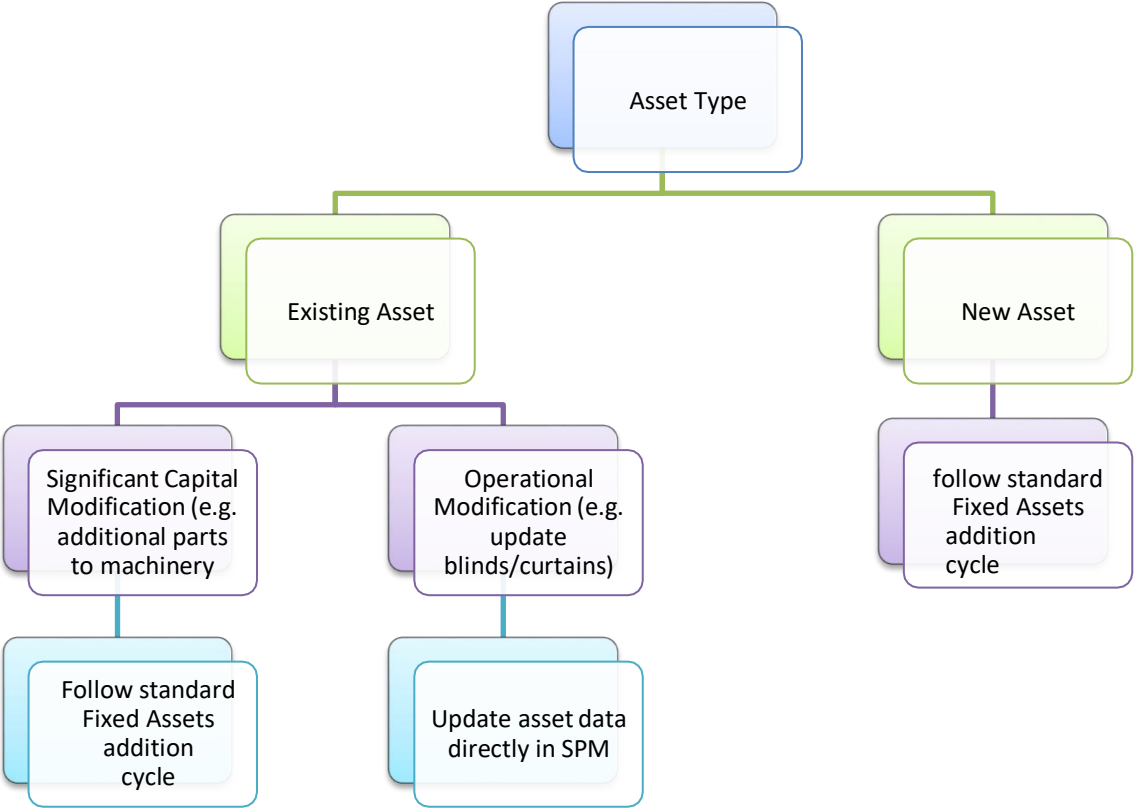 Asset Type
Existing Asset
New Asset
Significant Capital
Modification (e.g.
additional parts
to machinery
Operational
Modification (e.g.
update
blinds/curtains)
follow standard
Fixed Assets
addition
cycle
Follow standard
Fixed Assets
addition
cycle
Update asset data
directly in SPM